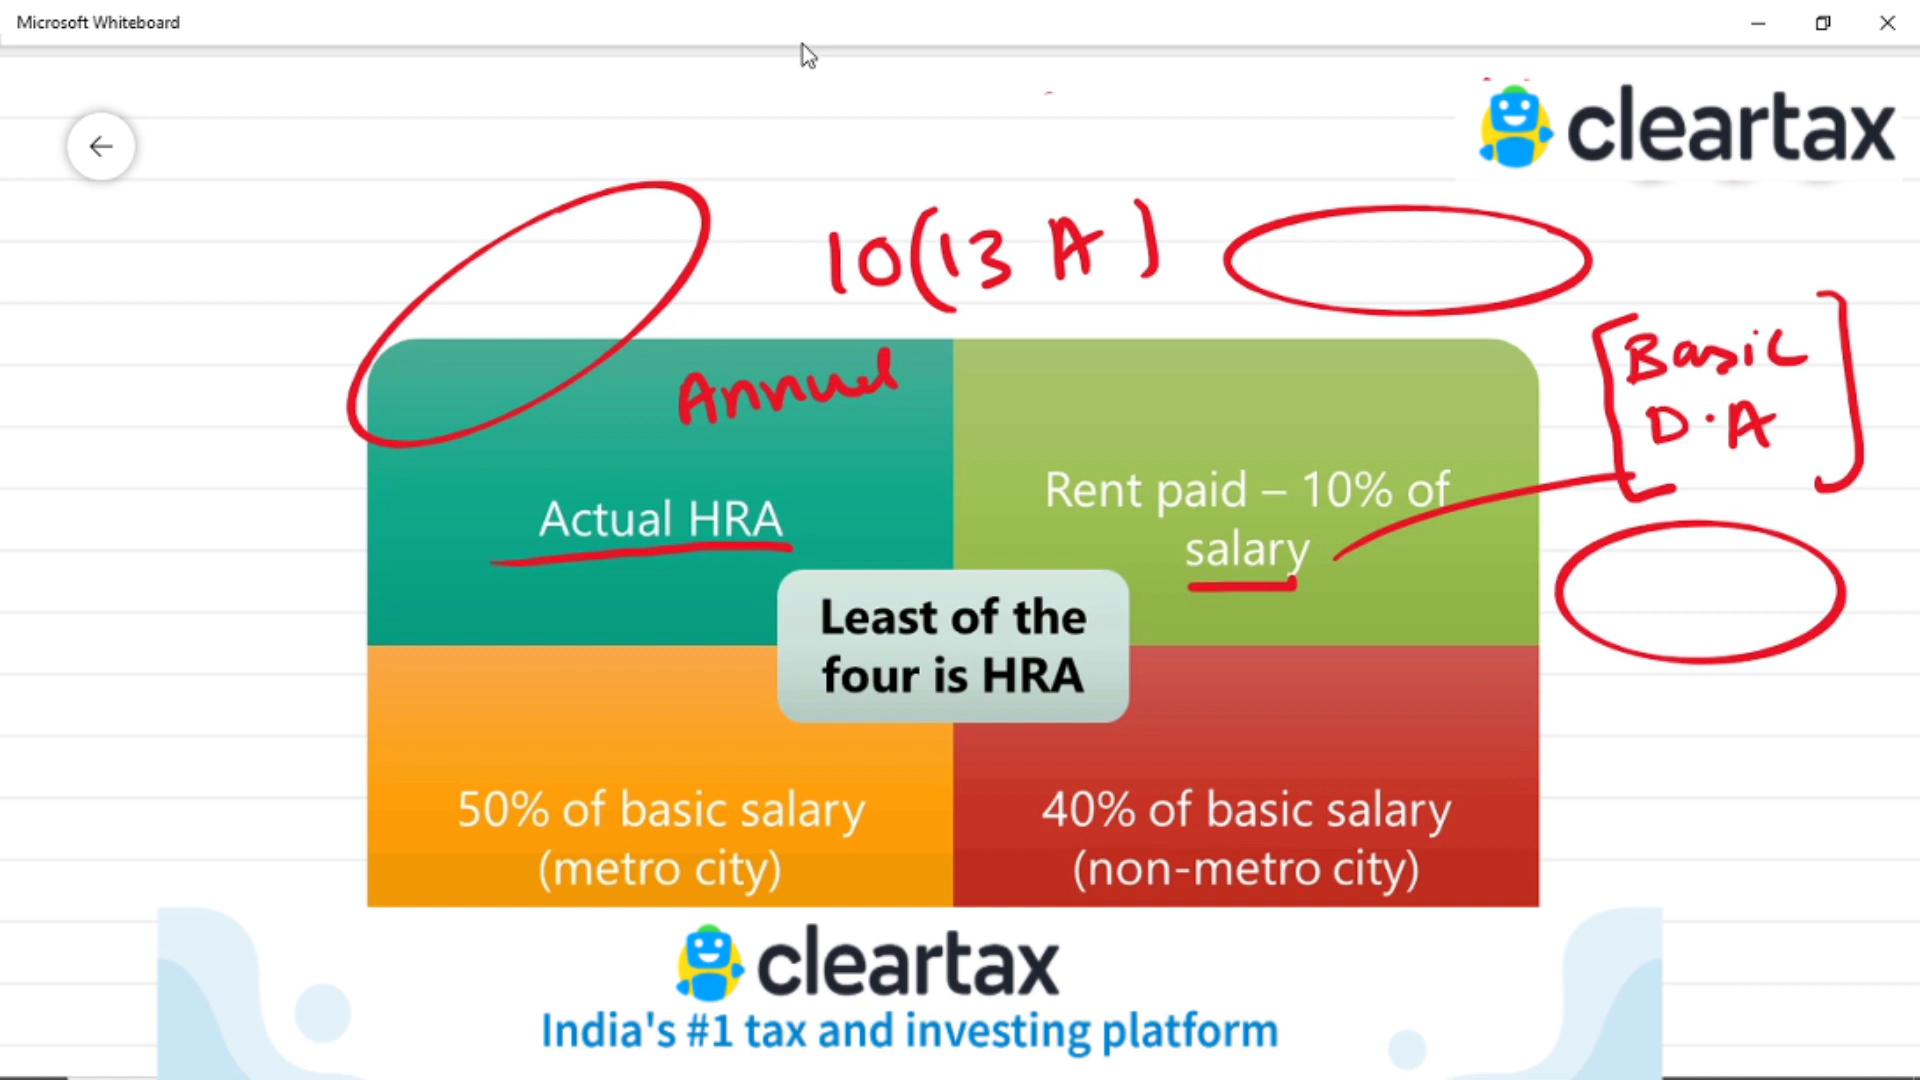 Microsoft Whiteboard
cleartax
10(13A)
Annual
Basic
D.A
Actual HRA
Rent paid – 10% of
salary
Least of the
four is HRA
50% of basic salary
(metro city)
40% of basic salary
(non-metro city)
cleartax
India's #1 tax and investing platform